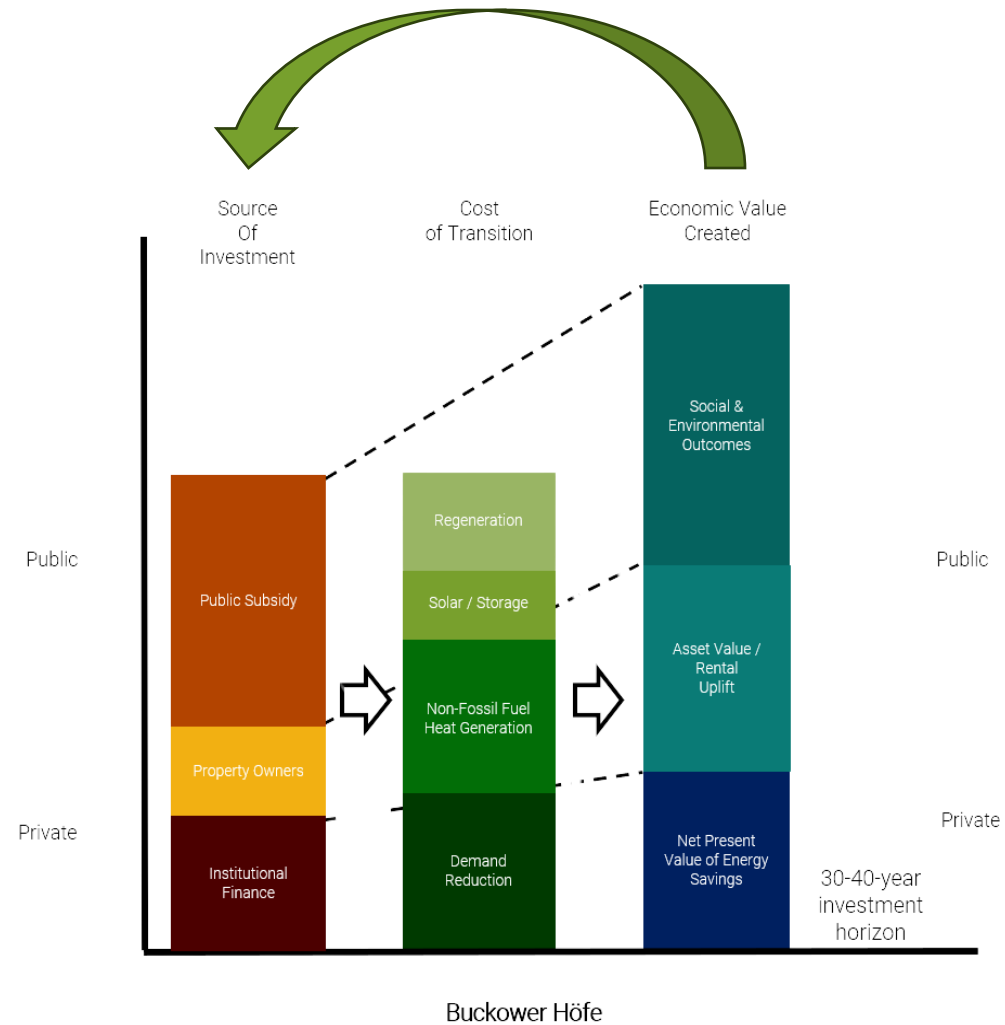 Source
Of
Investment
Cost
of Transition
Economic Value
Created
Public
Private
Public Subsidy
Property Owners
Institutional
Finance
Regeneration
Solar / Storage
Non-Fossil Fuel
Heat Generation
Demand
Reduction
Social &
Environmental
Outcomes
Asset Value /
Rental
Uplift
Net Present
Value of Energy
Savings
Public
Private
30-40-year
investment
horizon
Buckower Höfe